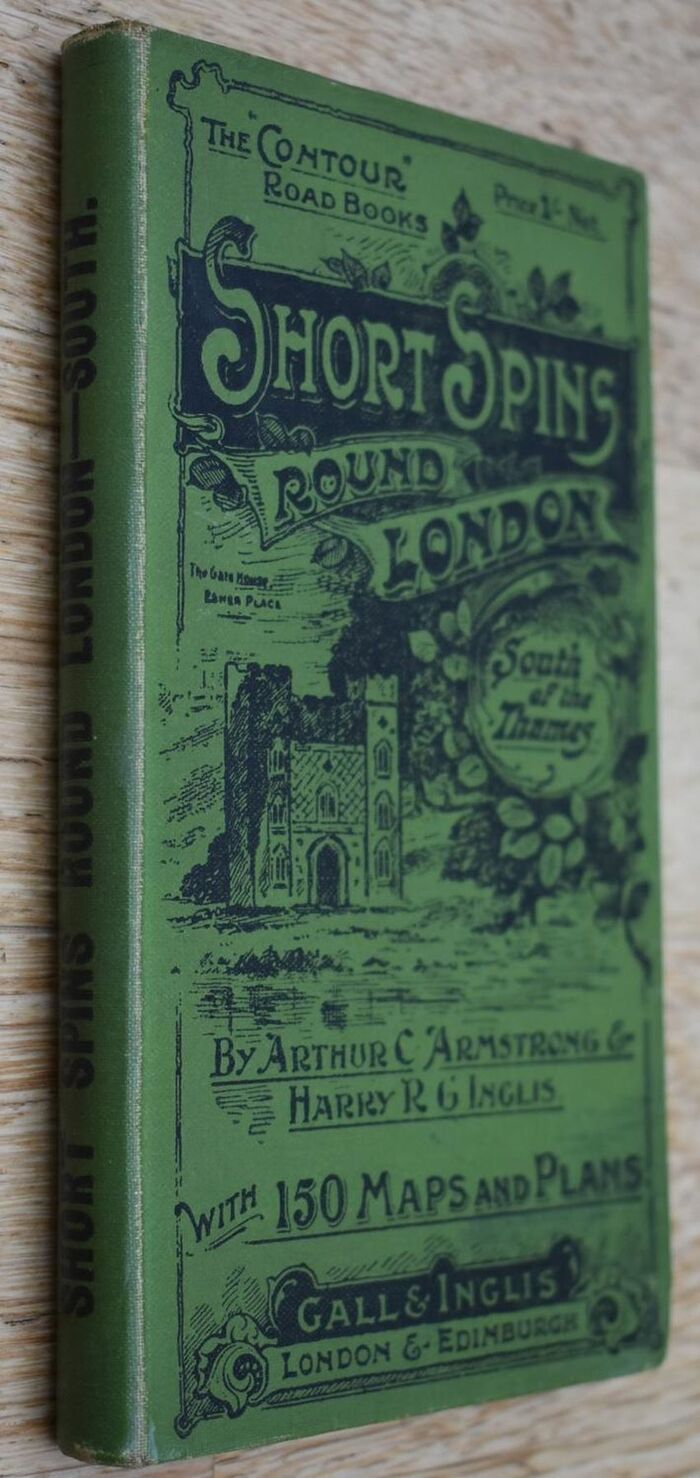 SHORT SPINS ROUND LONDON—SOUTH.
THE "CONTOUR"
ROAD BOOKS
Price 1/- Net.
SHORT SPINS
ROUND
LONDON
The Gate House,
Esher Place
South
of the
Thames
BY ARTHUR C ARMSTRONG &
HARRY R G INGLIS.
WITH 150 MAPS AND PLANS
GALL & INGLIS
LONDON & EDINBURGH